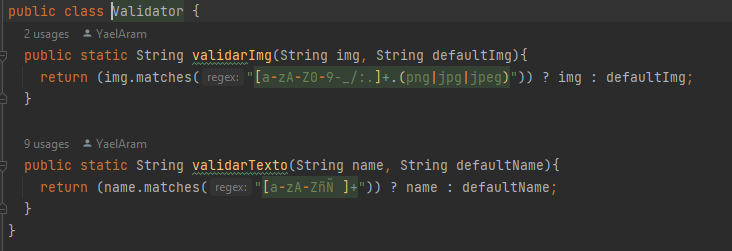 public class Validator {
2 usages YaelAram
public static String validarImg(String img, String defaultImg){
return (img.matches( regex: "[a-zA-Z0-9-_/:.]+.(png|jpg|jpeg)")) ? img : defaultImg;
}
9 usages YaelAram
public static String validarTexto(String name, String defaultName){
return (name.matches( regex: "[a-zA-ZñÑ ]+")) ? name : defaultName;
}
}